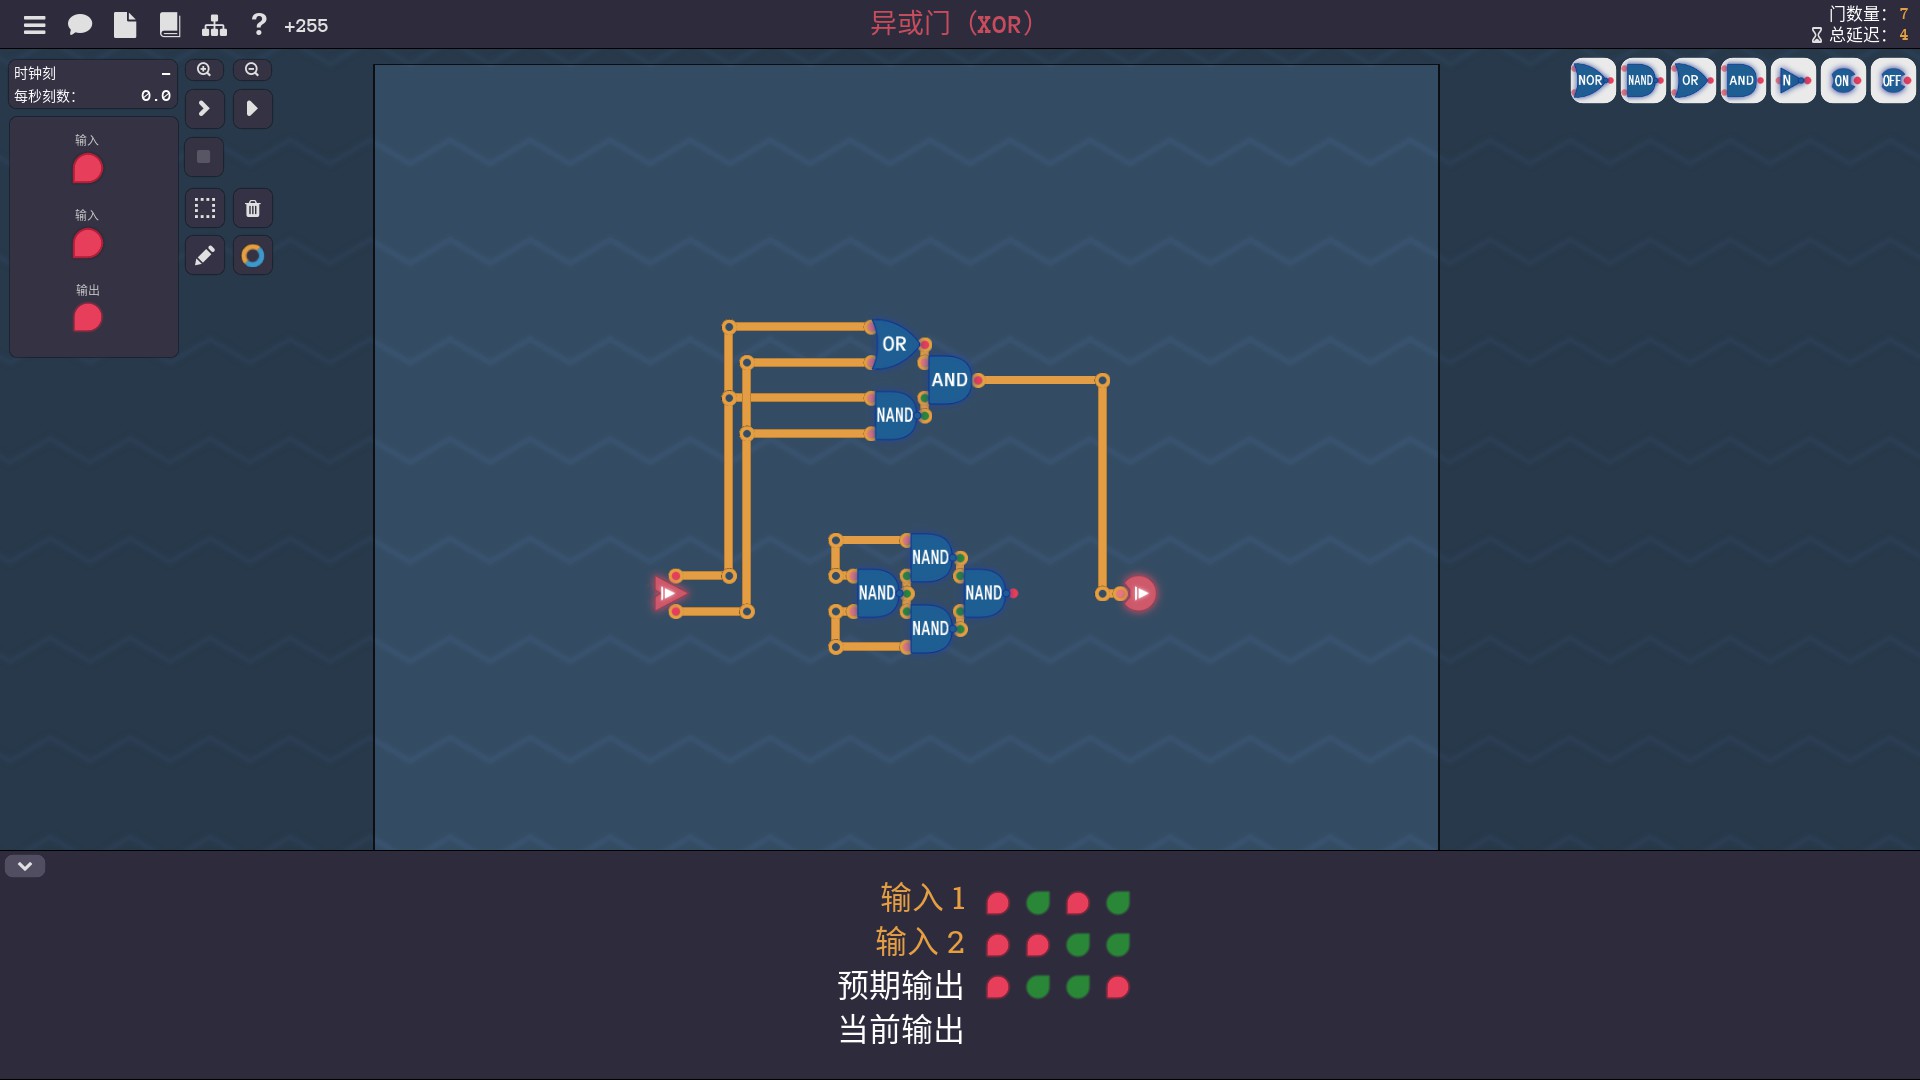 ? +255
异或门（XOR）
门数量： 7
总延迟： 4
时钟刻 –
每秒刻数： 0.0
输入
输入
输出
NOR NAND OR AND N ON OFF
OR
AND
NAND
NAND
NAND
NAND
NAND
输入 1
输入 2
预期输出
当前输出